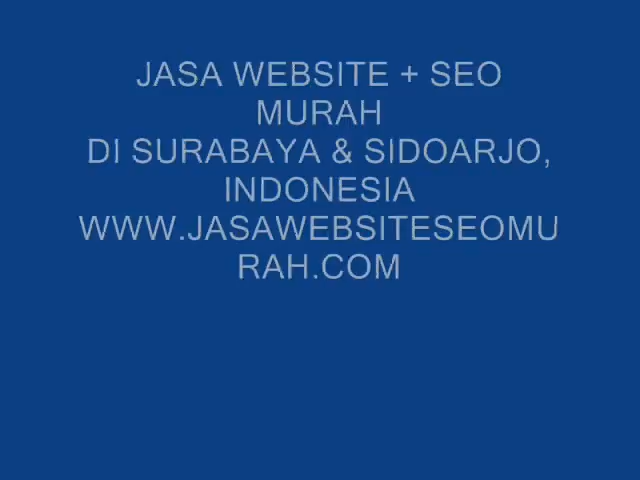 JASA WEBSITE + SEO
MURAH
DI SURABAYA & SIDOARJO,
INDONESIA
WWW.JASAWEBSITESEOMU
RAH.COM